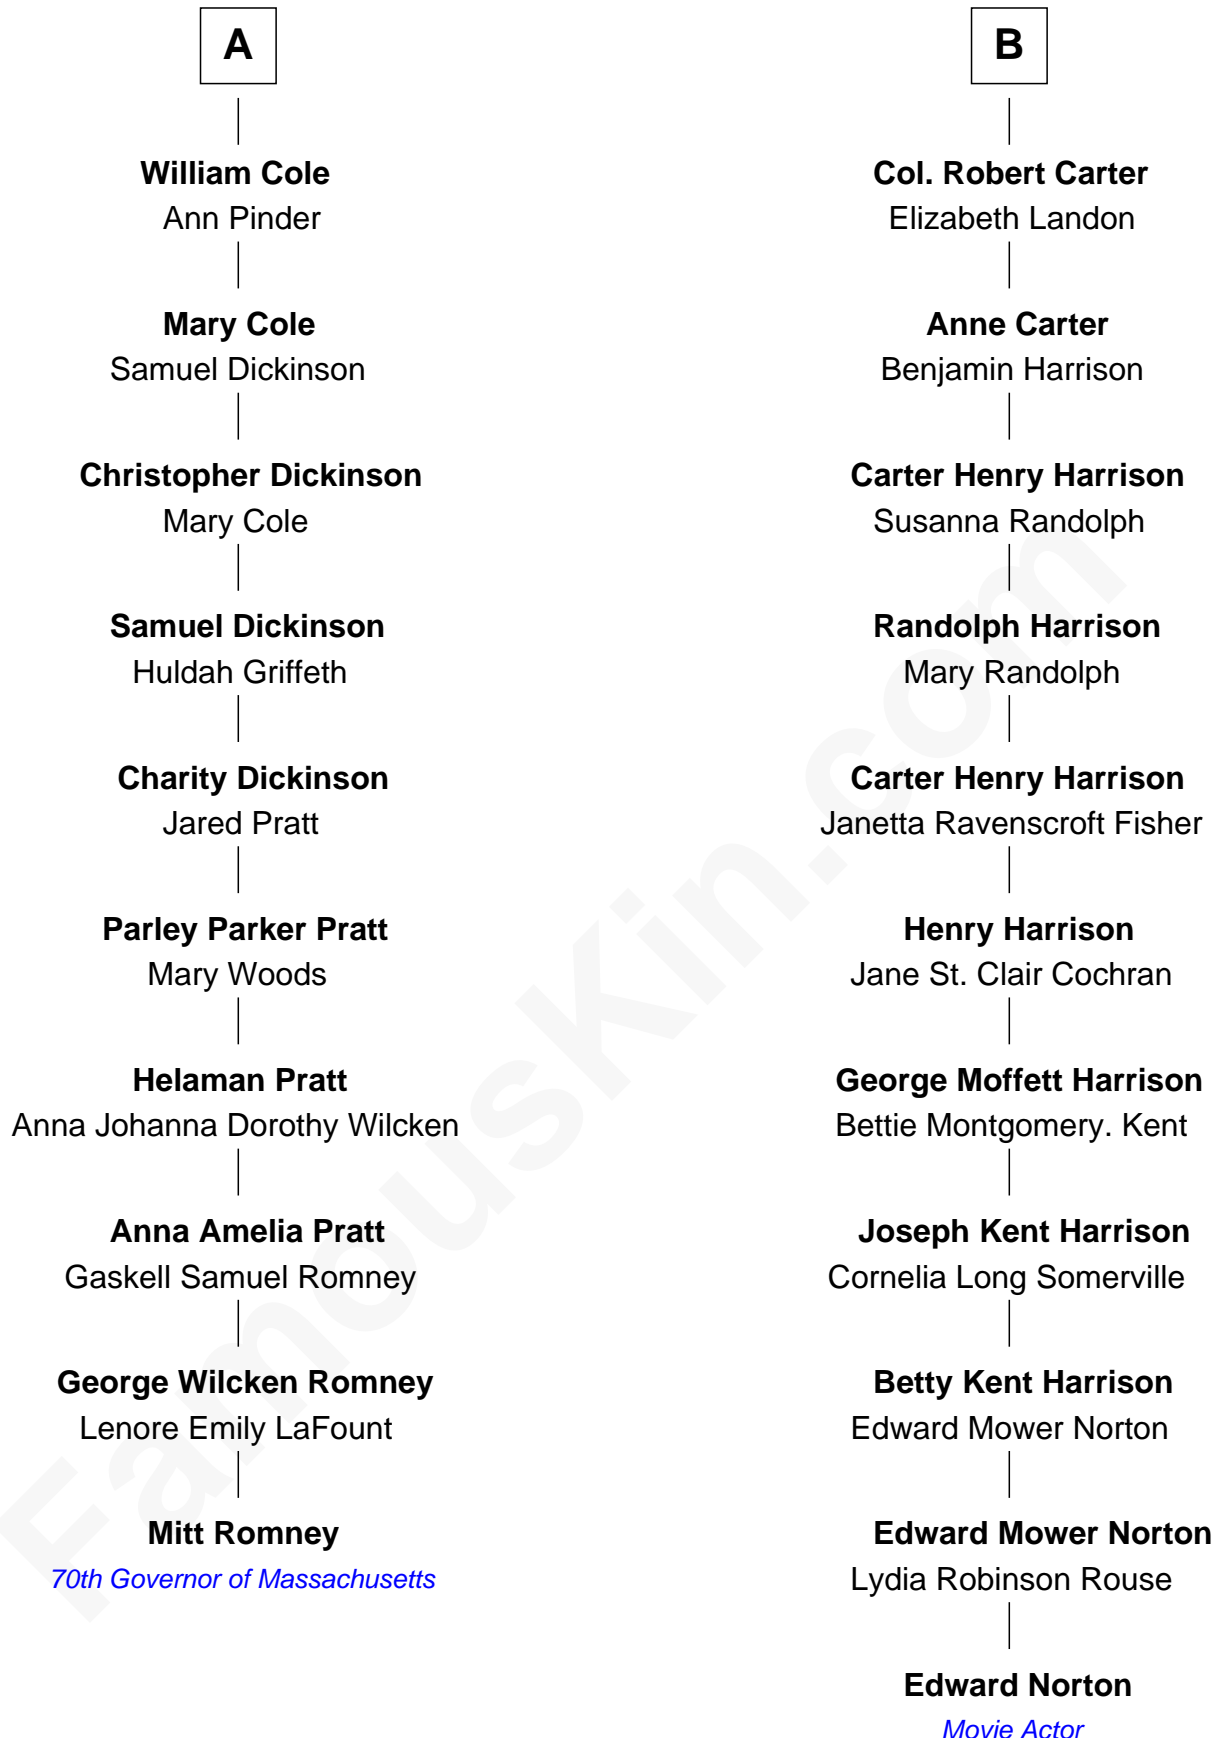 A
William Cole
Ann Pinder
Mary Cole
Samuel Dickinson
Christopher Dickinson
Mary Cole
Samuel Dickinson
Huldah Griffeth
Charity Dickinson
Jared Pratt
Parley Parker Pratt
Mary Woods
Helaman Pratt
Anna Johanna Dorothy Wilcken
Anna Amelia Pratt
Gaskell Samuel Romney
George Wilcken Romney
Lenore Emily LaFount
Mitt Romney
70th Governor of Massachusetts
B
Col. Robert Carter
Elizabeth Landon
Anne Carter
Benjamin Harrison
Carter Henry Harrison
Susanna Randolph
Randolph Harrison
Mary Randolph
Carter Henry Harrison
Janetta Ravenscroft Fisher
Henry Harrison
Jane St. Clair Cochran
George Moffett Harrison
Bettie Montgomery. Kent
Joseph Kent Harrison
Cornelia Long Somerville
Betty Kent Harrison
Edward Mower Norton
Edward Mower Norton
Lydia Robinson Rouse
Edward Norton
Movie Actor
FamousKin.com